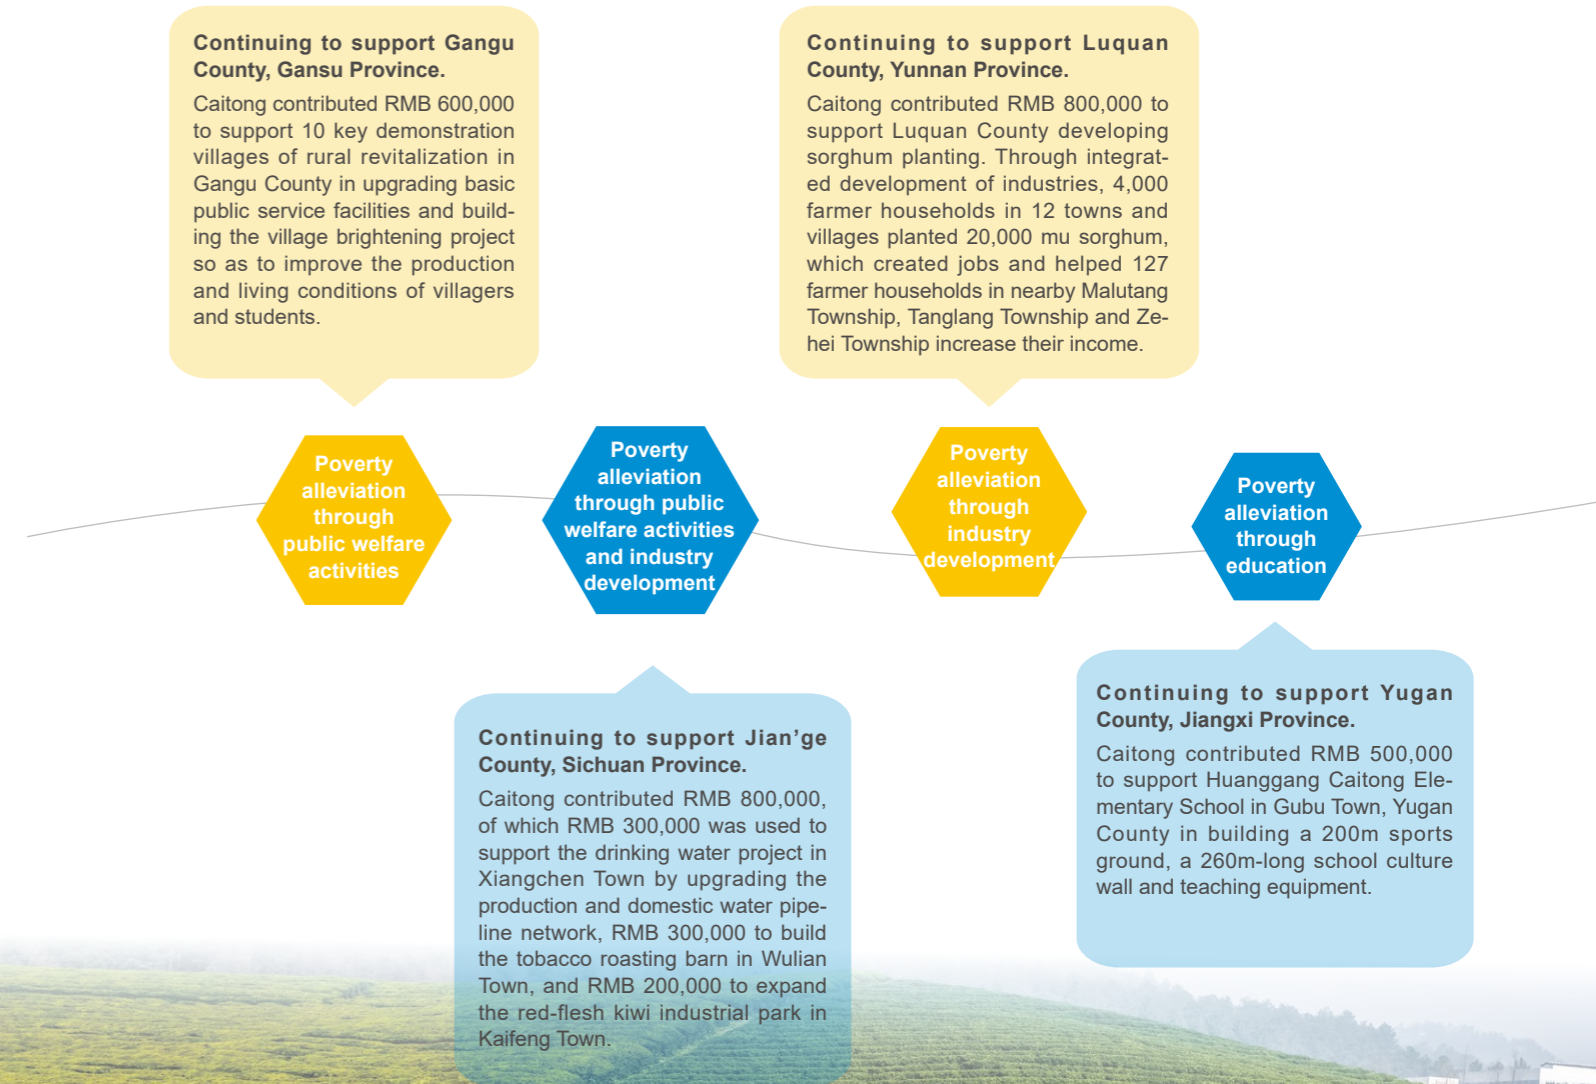 Continuing to support Gangu
County, Gansu Province.
Caitong contributed RMB 600,000
to support 10 key demonstration
villages of rural revitalization in
Gangu County in upgrading basic
public service facilities and build-
ing the village brightening project
so as to improve the production
and living conditions of villagers
and students.
Continuing to support Luquan
County, Yunnan Province.
Caitong contributed RMB 800,000 to
support Luquan County developing
sorghum planting. Through integrat-
ed development of industries, 4,000
farmer households in 12 towns and
villages planted 20,000 mu sorghum,
which created jobs and helped 127
farmer households in nearby Malutang
Township, Tanglang Township and Ze-
hei Township increase their income.
Poverty
alleviation
through
public welfare
activities
Poverty
alleviation
through public
welfare activities
and industry
development
Poverty
alleviation
through
industry
development
Poverty
alleviation
through
education
Continuing to support Jian’ge
County, Sichuan Province.
Caitong contributed RMB 800,000,
of which RMB 300,000 was used to
support the drinking water project in
Xiangchen Town by upgrading the
production and domestic water pipe-
line network, RMB 300,000 to build
the tobacco roasting barn in Wulian
Town, and RMB 200,000 to expand
the red-flesh kiwi industrial park in
Kaifeng Town.
Continuing to support Yugan
County, Jiangxi Province.
Caitong contributed RMB 500,000
to support Huanggang Caitong Ele-
mentary School in Gubu Town, Yugan
County in building a 200m sports
ground, a 260m-long school culture
wall and teaching equipment.